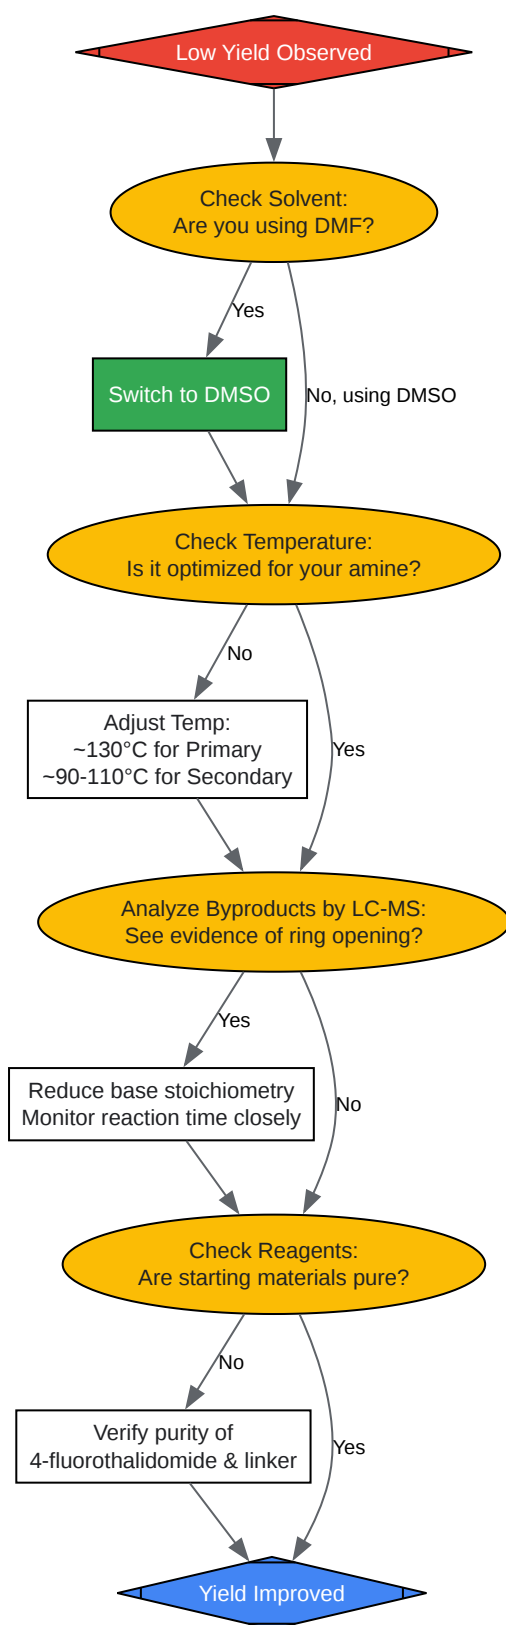 Low Yield Observed
Check Solvent:
Are you using DMF?
Yes
Switch to DMSO
No, using DMSO
Check Temperature:
Is it optimized for your amine?
No
Adjust Temp:
~130°C for Primary
~90-110°C for Secondary
Yes
Analyze Byproducts by LC-MS:
See evidence of ring opening?
Yes
Reduce base stoichiometry
Monitor reaction time closely
No
Check Reagents:
Are starting materials pure?
No
Verify purity of
4-fluorothalidomide & linker
Yes
Yield Improved